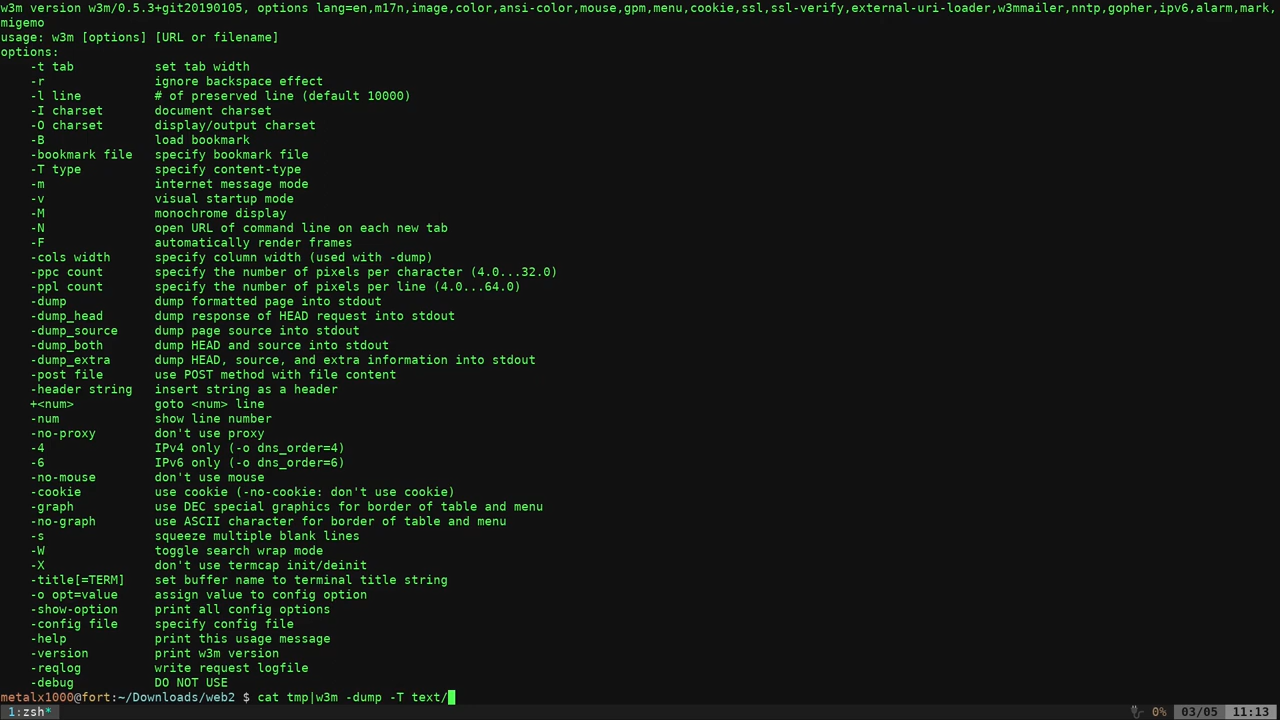 w3m version w3m/0.5.3+git20190105, options lang=en,m17n,image,color,ansi-color,mouse,gpm,menu,cookie,ssl,ssl-verify,external-uri-loader,w3mmailer,nntp,gopher,ipv6,alarm,mark,
migemo
usage: w3m [options] [URL or filename]
options:
    -t tab           set tab width
    -r               ignore backspace effect
    -l line          # of preserved line (default 10000)
    -I charset       document charset
    -O charset       display/output charset
    -B               load bookmark
    -bookmark file   specify bookmark file
    -T type          specify content-type
    -m               internet message mode
    -v               visual startup mode
    -M               monochrome display
    -N               open URL of command line on each new tab
    -F               automatically render frames
    -cols width      specify column width (used with -dump)
    -ppc count       specify the number of pixels per character (4.0...32.0)
    -ppl count       specify the number of pixels per line (4.0...64.0)
    -dump            dump formatted page into stdout
    -dump_head       dump response of HEAD request into stdout
    -dump_source     dump page source into stdout
    -dump_both       dump HEAD and source into stdout
    -dump_extra      dump HEAD, source, and extra information into stdout
    -post file       use POST method with file content
    -header string   insert string as a header
    +<num>           goto <num> line
    -num             show line number
    -no-proxy        don't use proxy
    -4               IPv4 only (-o dns_order=4)
    -6               IPv6 only (-o dns_order=6)
    -no-mouse        don't use mouse
    -cookie          use cookie (-no-cookie: don't use cookie)
    -graph           use DEC special graphics for border of table and menu
    -no-graph        use ASCII character for border of table and menu
    -s               squeeze multiple blank lines
    -W               toggle search wrap mode
    -X               don't use termcap init/deinit
    -title[=TERM]    set buffer name to terminal title string
    -o opt=value     assign value to config option
    -show-option     print all config options
    -config file     specify config file
    -help            print this usage message
    -version         print w3m version
    -reqlog          write request logfile
    -debug           DO NOT USE
metalx1000@fort:~/Downloads/web2 $ cat tmp|w3m -dump -T text/
1:zsh* 0% 03/05 11:13